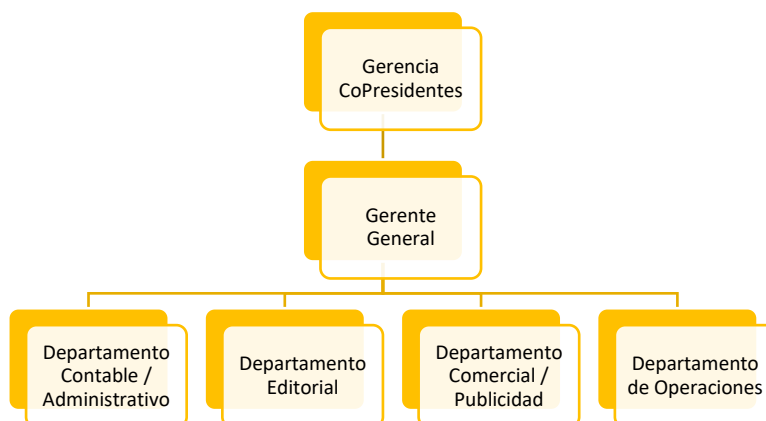 Gerencia
CoPresidentes
Gerente
General
Departamento
Contable /
Administrativo
Departamento
Editorial
Departamento
Comercial /
Publicidad
Departamento
de Operaciones